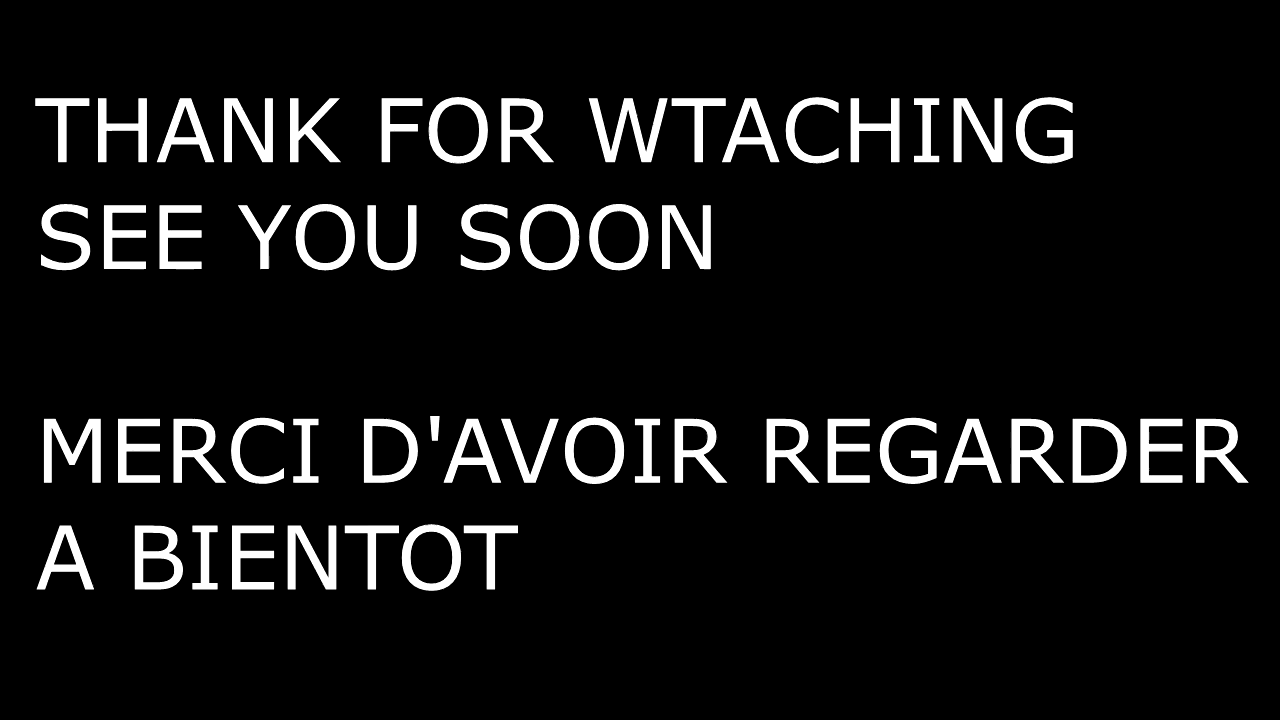 THANK FOR WTACHING
SEE YOU SOON
MERCI D'AVOIR REGARDER
A BIENTOT